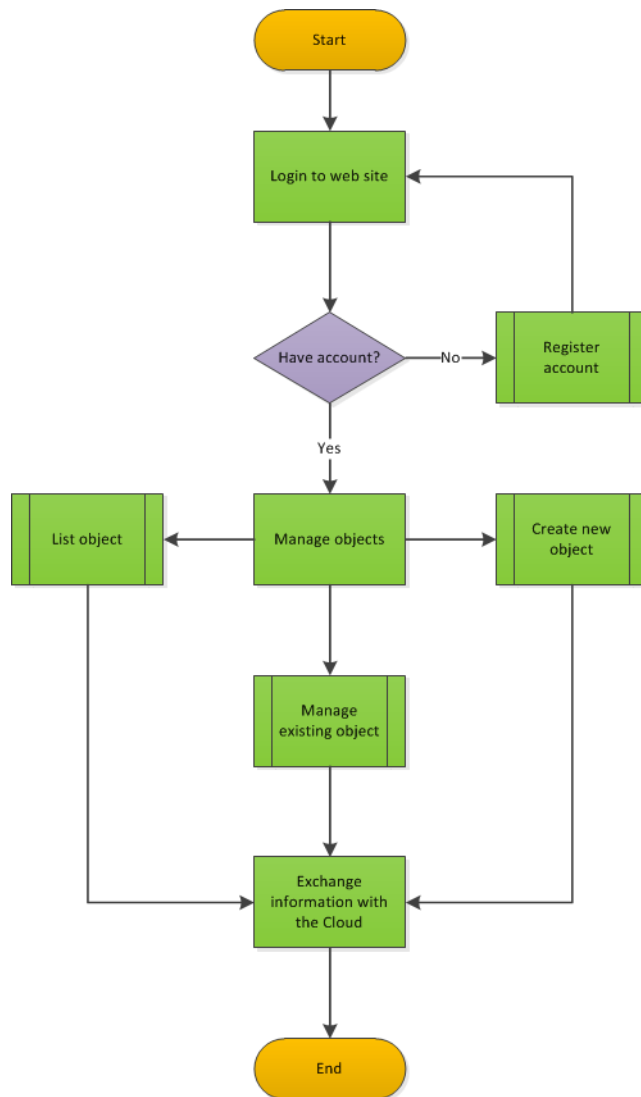 Start
Login to web site
Have account?
No
Register
account
Yes
List object
Manage objects
Create new
object
Manage
existing object
Exchange
information with
the Cloud
End